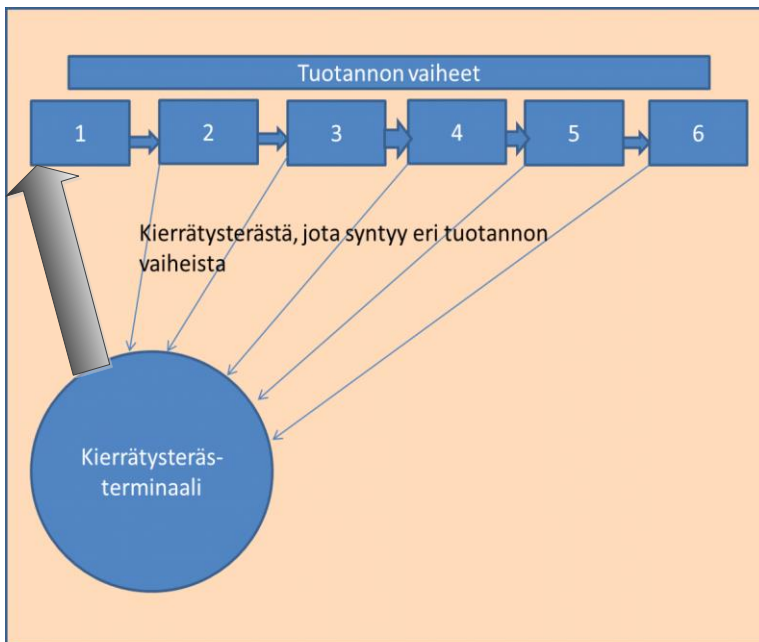 Tuotannon vaiheet
1
2
3
4
5
6
Kierrätysterästä, jota syntyy eri tuotannon
vaiheista
Kierrätysteräs-
terminaali